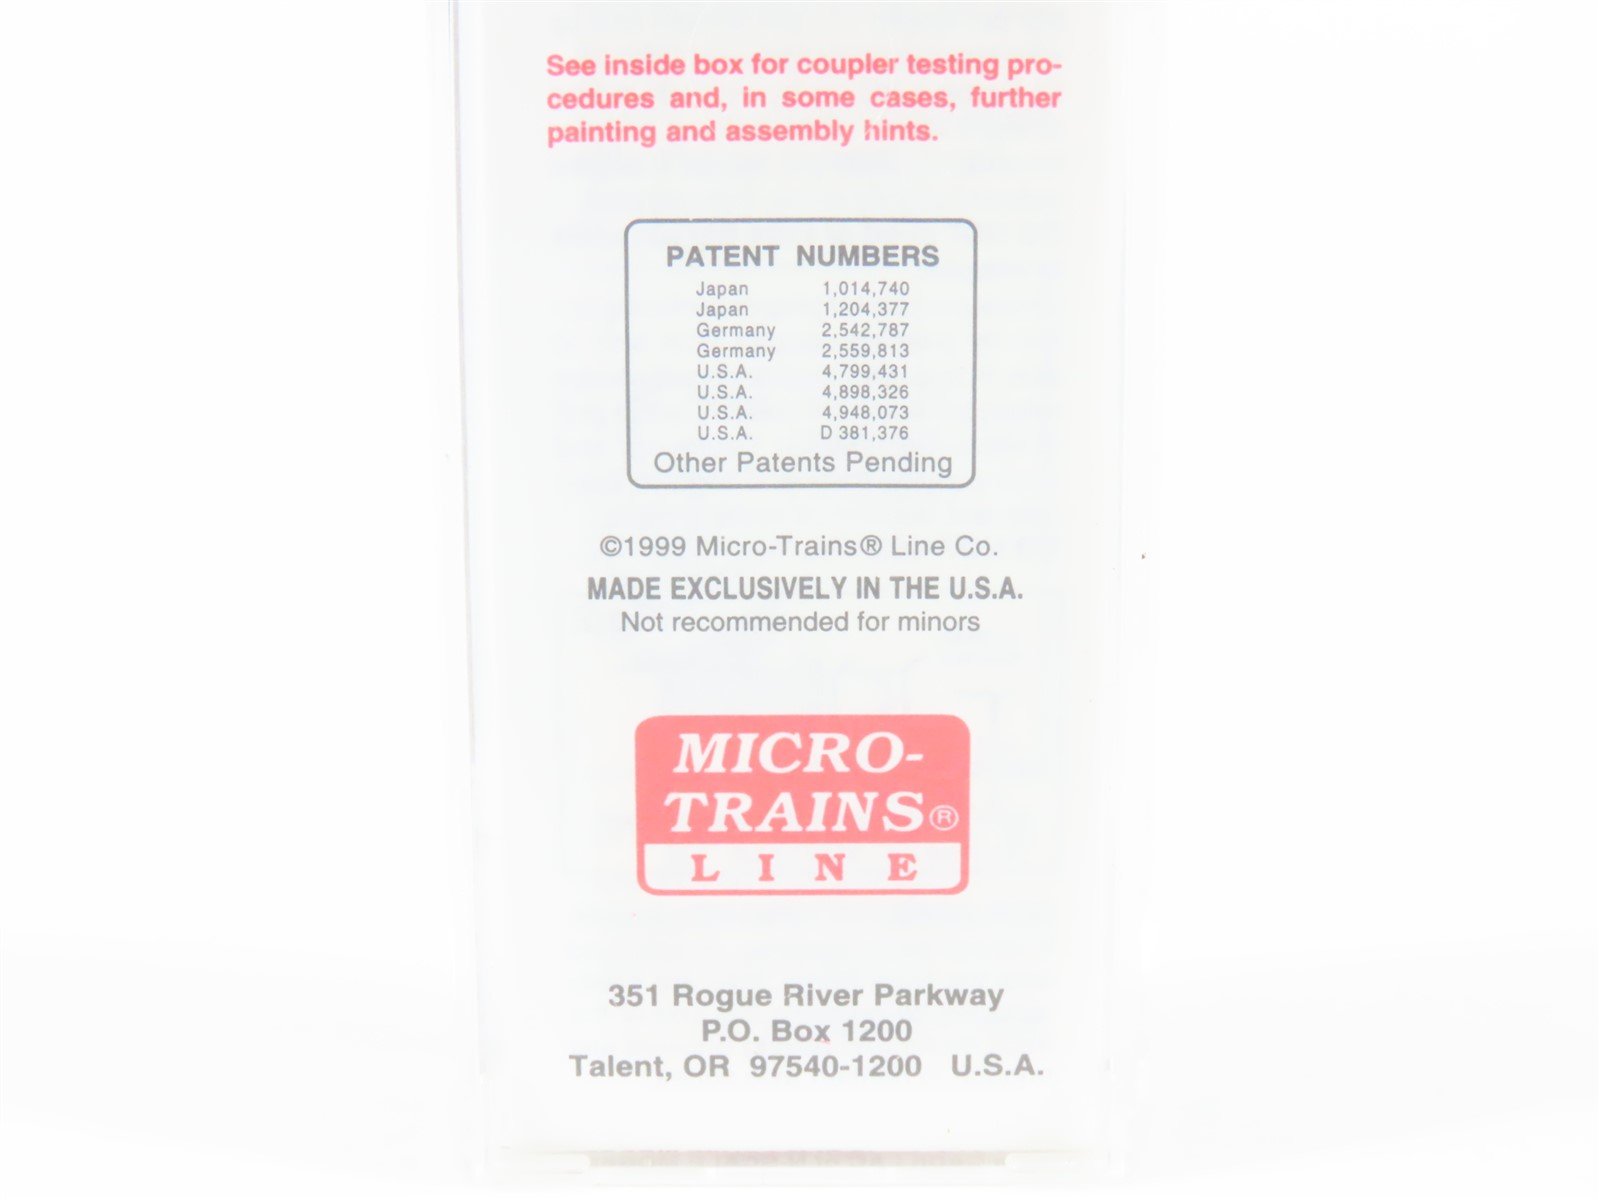 See inside box for coupler testing pro-
cedures and, in some cases, further
painting and assembly hints.
PATENT NUMBERS
Japan 1,014,740
Japan 1,204,377
Germany 2,542,787
Germany 2,559,813
U.S.A. 4,799,431
U.S.A. 4,898,326
U.S.A. 4,948,073
U.S.A. D 381,376
Other Patents Pending
©1999 Micro-Trains® Line Co.
MADE EXCLUSIVELY IN THE U.S.A.
Not recommended for minors
MICRO-
TRAINS®
LINE
351 Rogue River Parkway
P.O. Box 1200
Talent, OR 97540-1200 U.S.A.